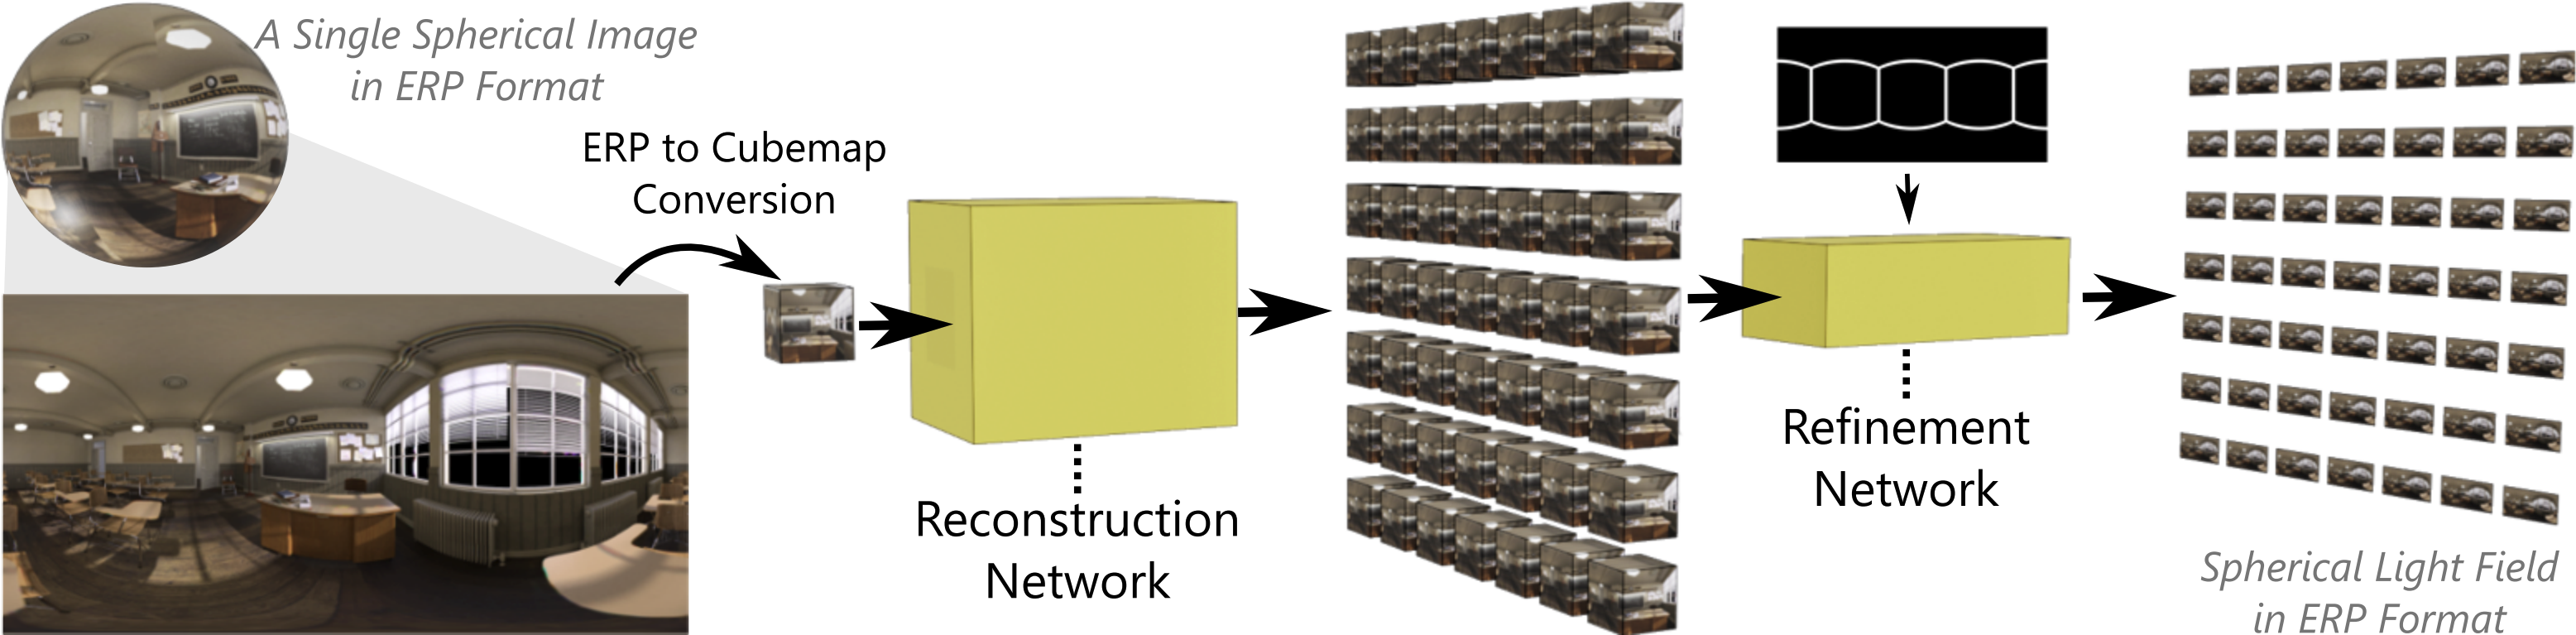 A Single Spherical Image
in ERP Format
ERP to Cubemap
Conversion
Reconstruction
Network
Refinement
Network
Spherical Light Field
in ERP Format